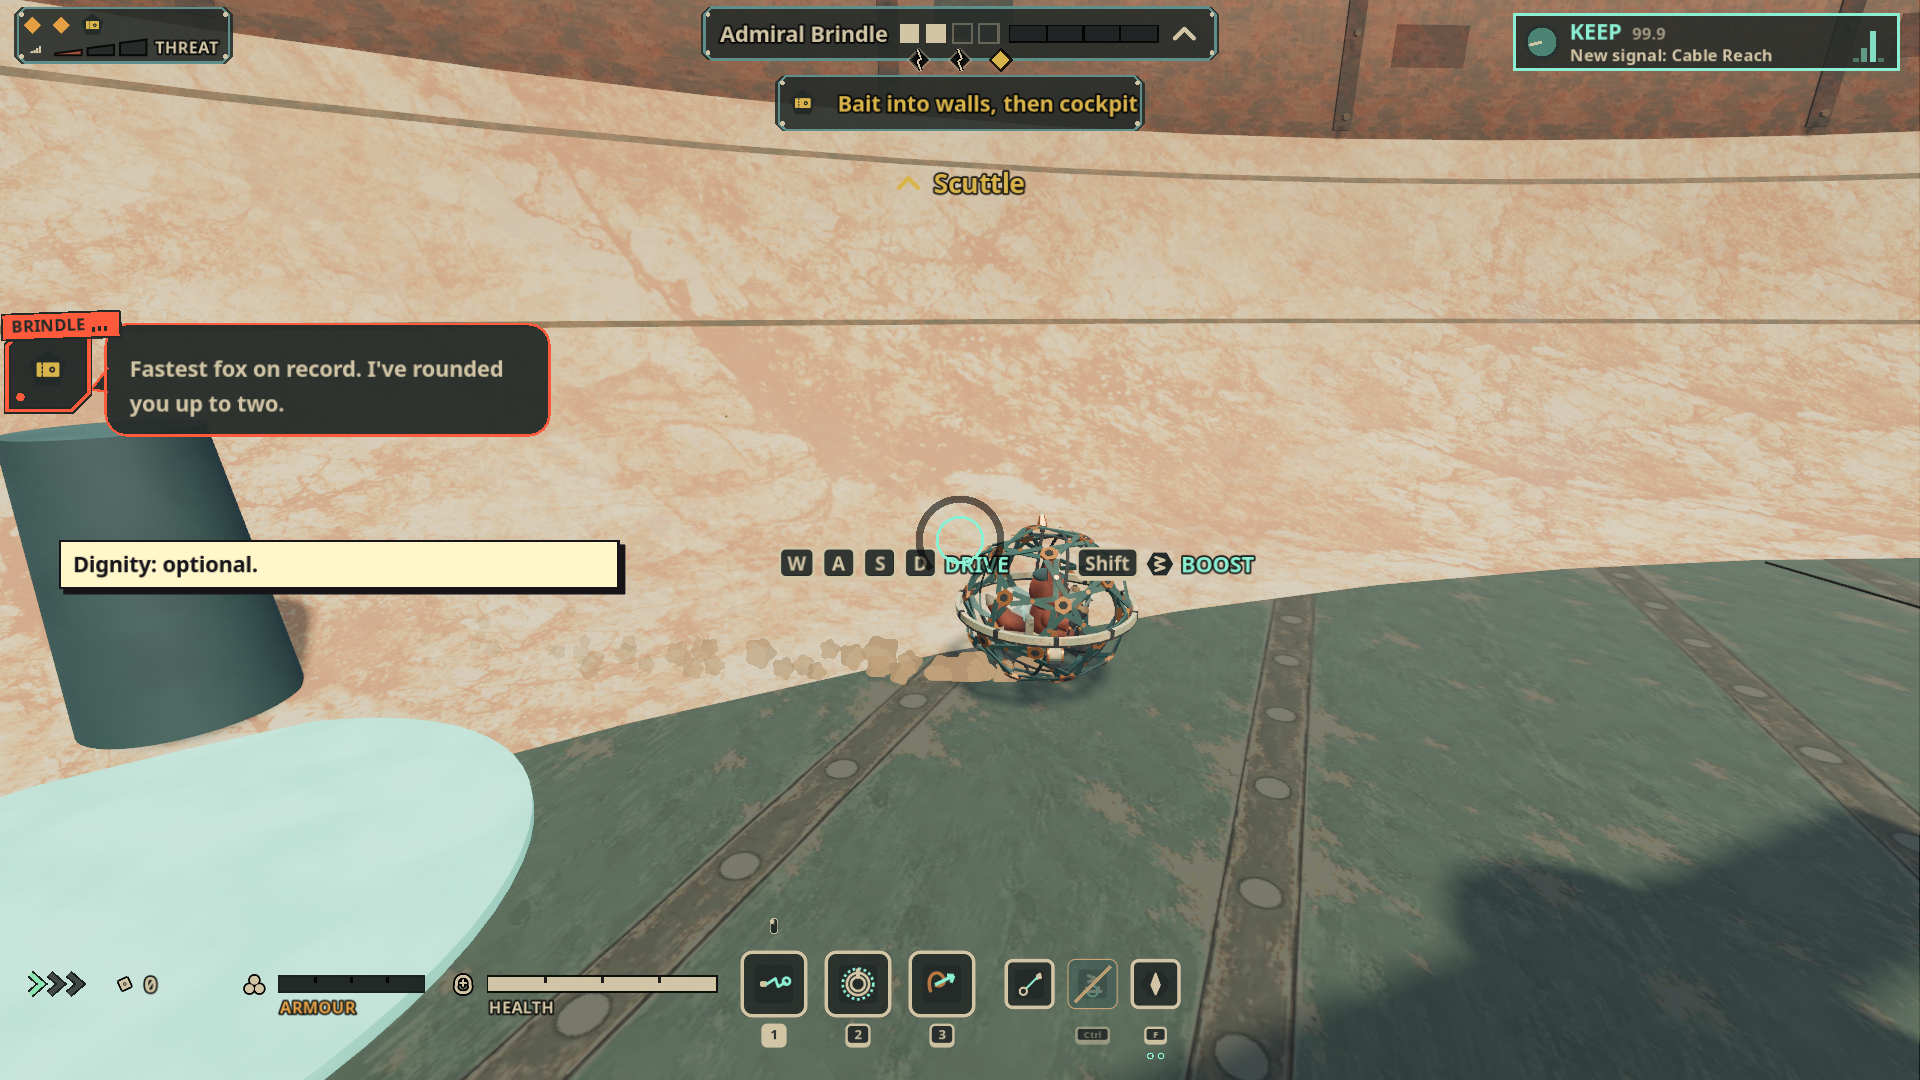 THREAT
Admiral Brindle
KEEP 99.9
New signal: Cable Reach
Bait into walls, then cockpit
Scuttle
BRINDLE
Fastest fox on record. I've rounded
you up to two.
Dignity: optional.
W A S D DRIVE Shift BOOST
0
ARMOUR
HEALTH
1 2 3 Ctrl F